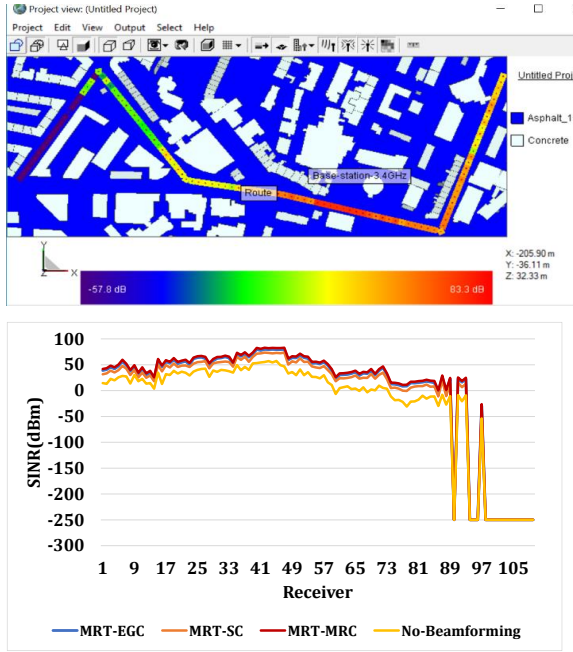 Project view: (Untitled Project)
Project Edit View Output Select Help
Untitled Proj
Asphalt_1
Concrete
Base-station-3.4GHz
Route
Y
X
X: -205.90 m
Y: -36.11 m
Z: 32.33 m
-57.8 dB 83.3 dB
100
50
0
-50
-100
-150
-200
-250
-300
SINR(dBm)
1 9 17 25 33 41 49 57 61 73 81 89 97 105
Receiver
MRT-EGC MRT-SC MRT-MRC No-Beamforming